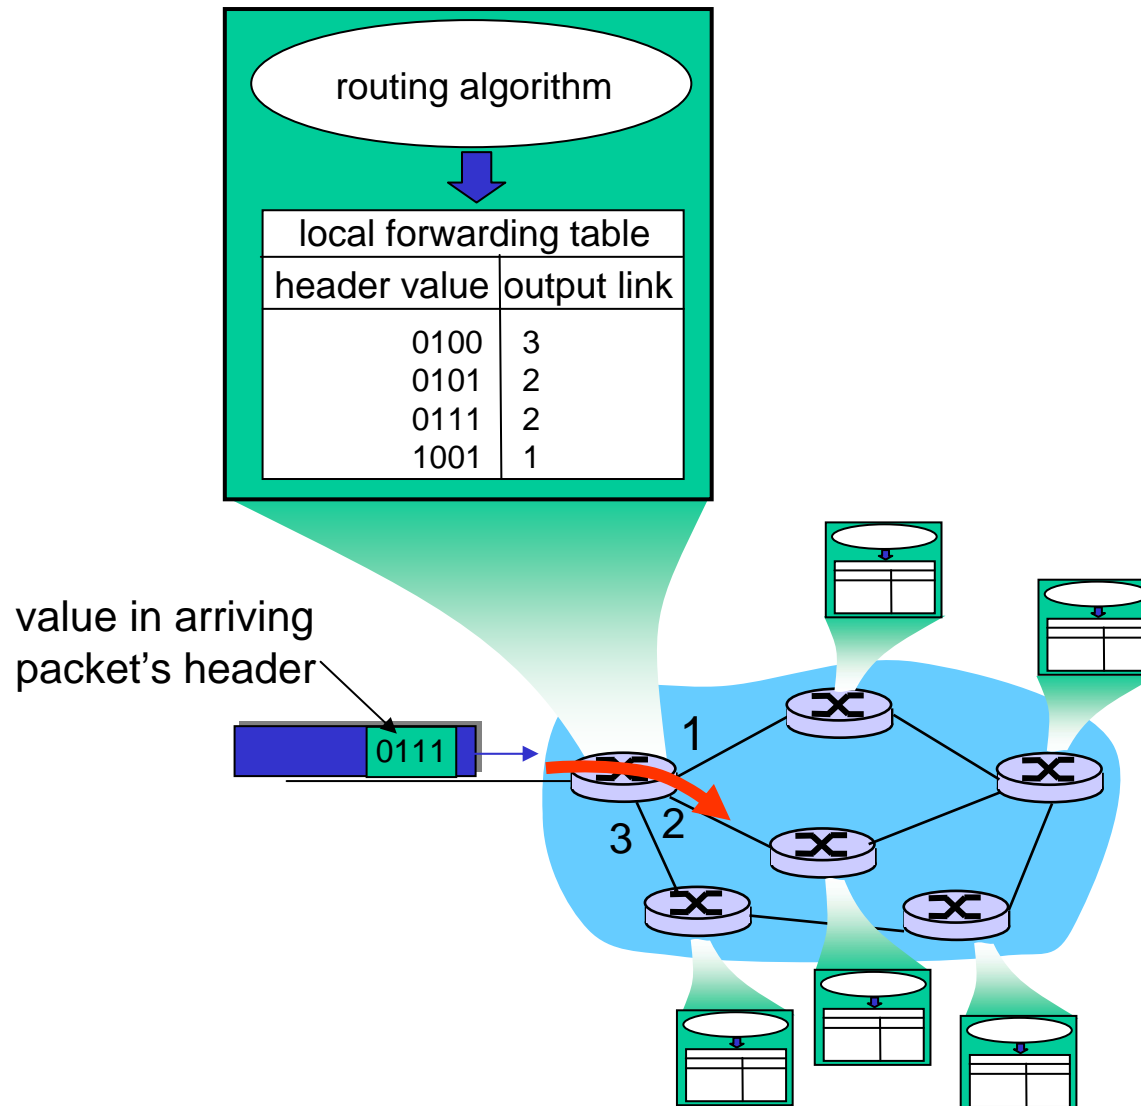 routing algorithm
local forwarding table
header value output link
0100 3
0101 2
0111 2
1001 1
value in arriving
packet’s header
0111
1
2
3